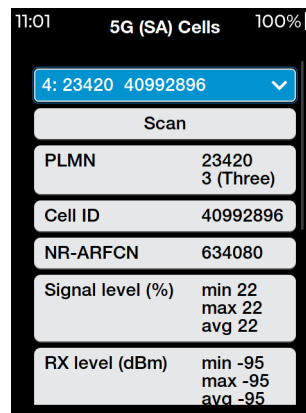 11:01 5G (SA) Cells 100%
4: 23420 40992896
Scan
PLMN 23420
3 (Three)
Cell ID 40992896
NR-ARFCN 634080
Signal level (%) min 22
max 22
avg 22
RX level (dBm) min -95
max -95
avg -95